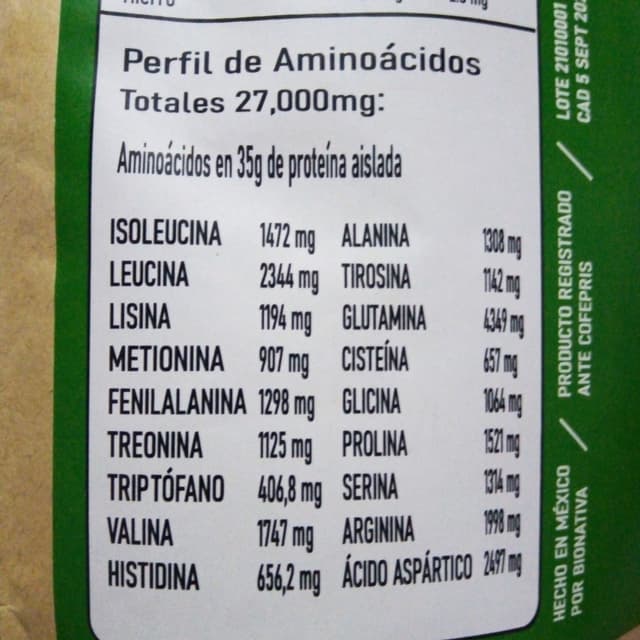 Perfil de Aminoácidos
Totales 27,000mg:
Aminoácidos en 35g de proteína aislada
ISOLEUCINA 1472 mg ALANINA 1308 mg
LEUCINA 2344 mg TIROSINA 1142 mg
LISINA 1194 mg GLUTAMINA 4349 mg
METIONINA 907 mg CISTEÍNA 657 mg
FENILALANINA 1298 mg GLICINA 1064 mg
TREONINA 1125 mg PROLINA 1521 mg
TRIPTÓFANO 406,8 mg SERINA 1314 mg
VALINA 1747 mg ARGININA 1998 mg
HISTIDINA 656,2 mg ÁCIDO ASPÁRTICO 2497 mg
HECHO EN MÉXICO / PRODUCTO REGISTRADO / LOTE 21010001
POR BIONATIVA ANTE COFEPRIS CAD 5 SEPT